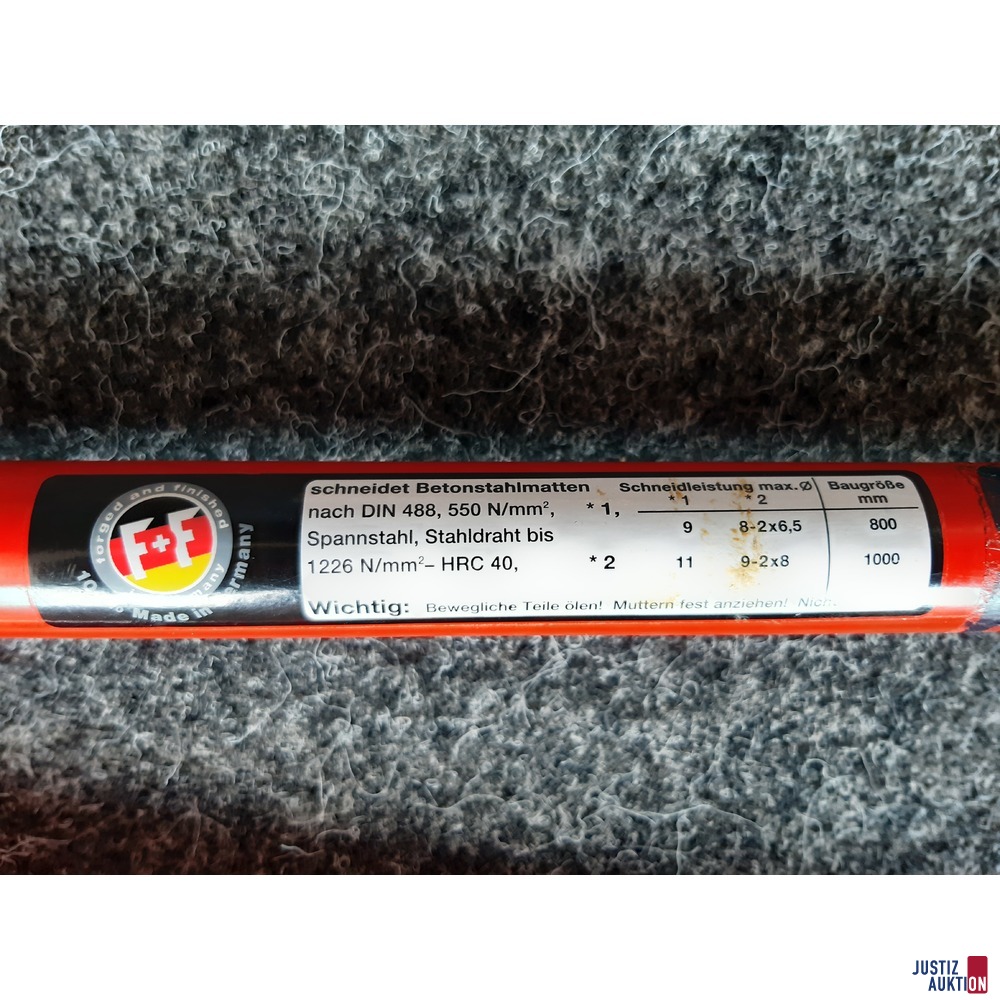 forged and finished
F+F
Made in Germany
schneidet Betonstahlmatten
nach DIN 488, 550 N/mm², * 1,
Spannstahl, Stahldraht bis
1226 N/mm²– HRC 40, * 2
Schneidleistung max.Ø Baugröße
* 1 * 2 mm
9 8-2x6,5 800
11 9-2x8 1000
Wichtig: Bewegliche Teile ölen! Muttern fest anziehen!
JUSTIZ
AUKTION